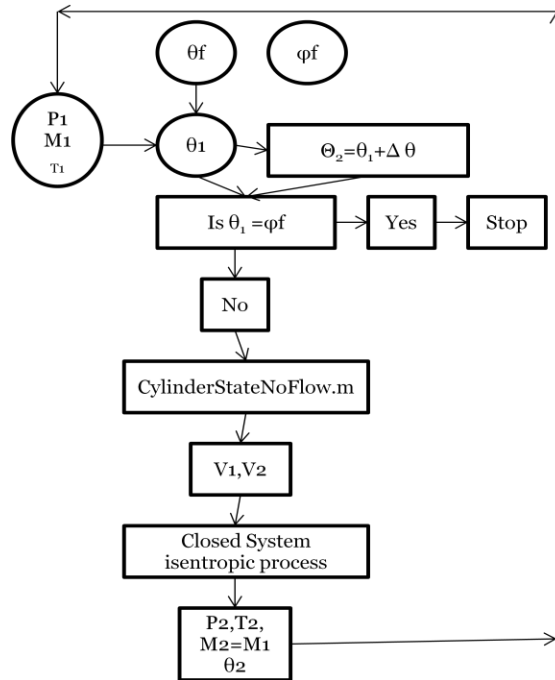 θf
φf
P1
M1
T1
θ1
Θ₂=θ₁+Δ θ
Is θ₁ =φf
Yes
Stop
No
CylinderStateNoFlow.m
V1,V2
Closed System
isentropic process
P2,T2,
M2=M1
θ2